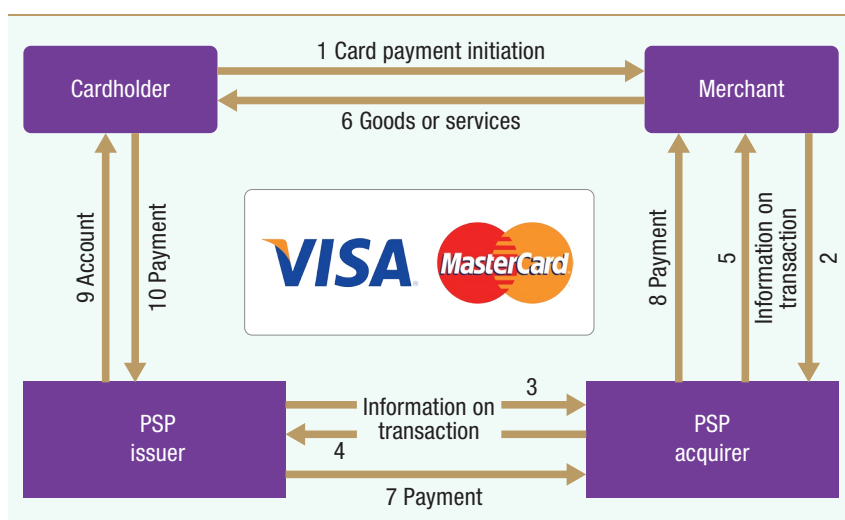 1 Card payment initiation
Cardholder
Merchant
6 Goods or services
9 Account
10 Payment
VISA
MasterCard
8 Payment
5
Information on
transaction
2
PSP
issuer
3
Information on
transaction
4
PSP
acquirer
7 Payment